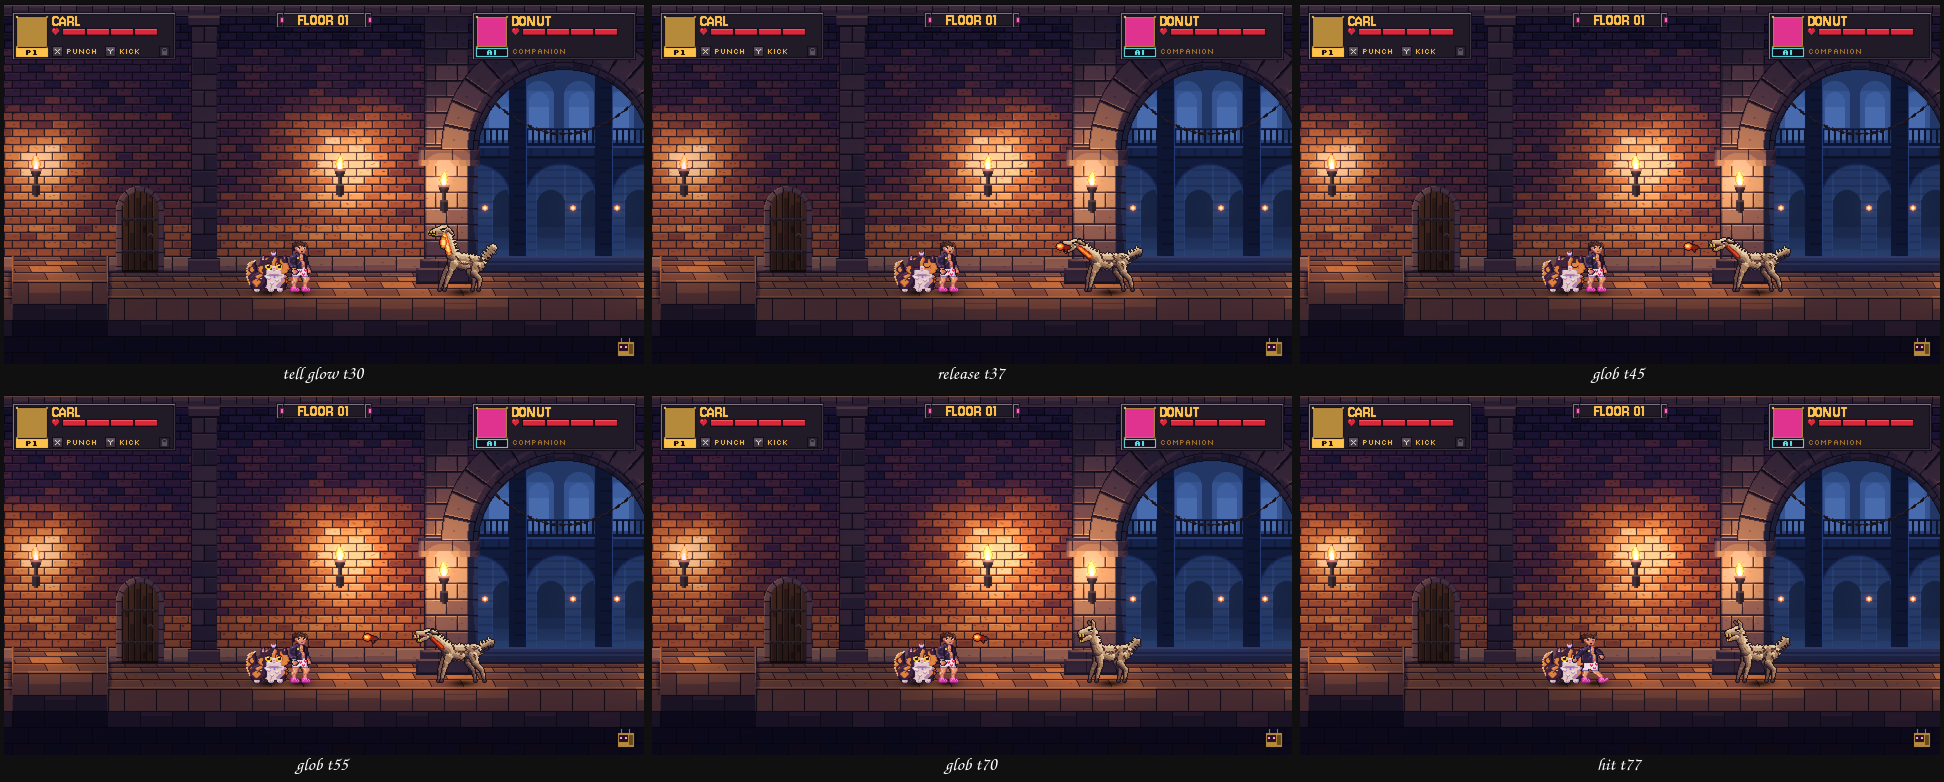 CARL
P1
X PUNCH Y KICK
FLOOR 01
DONUT
AI
COMPANION
tell glow t30
CARL
P1
X PUNCH Y KICK
FLOOR 01
DONUT
AI
COMPANION
release t37
CARL
P1
X PUNCH Y KICK
FLOOR 01
DONUT
AI
COMPANION
glob t45
CARL
P1
X PUNCH Y KICK
FLOOR 01
DONUT
AI
COMPANION
glob t55
CARL
P1
X PUNCH Y KICK
FLOOR 01
DONUT
AI
COMPANION
glob t70
CARL
P1
X PUNCH Y KICK
FLOOR 01
DONUT
AI
COMPANION
hit t77